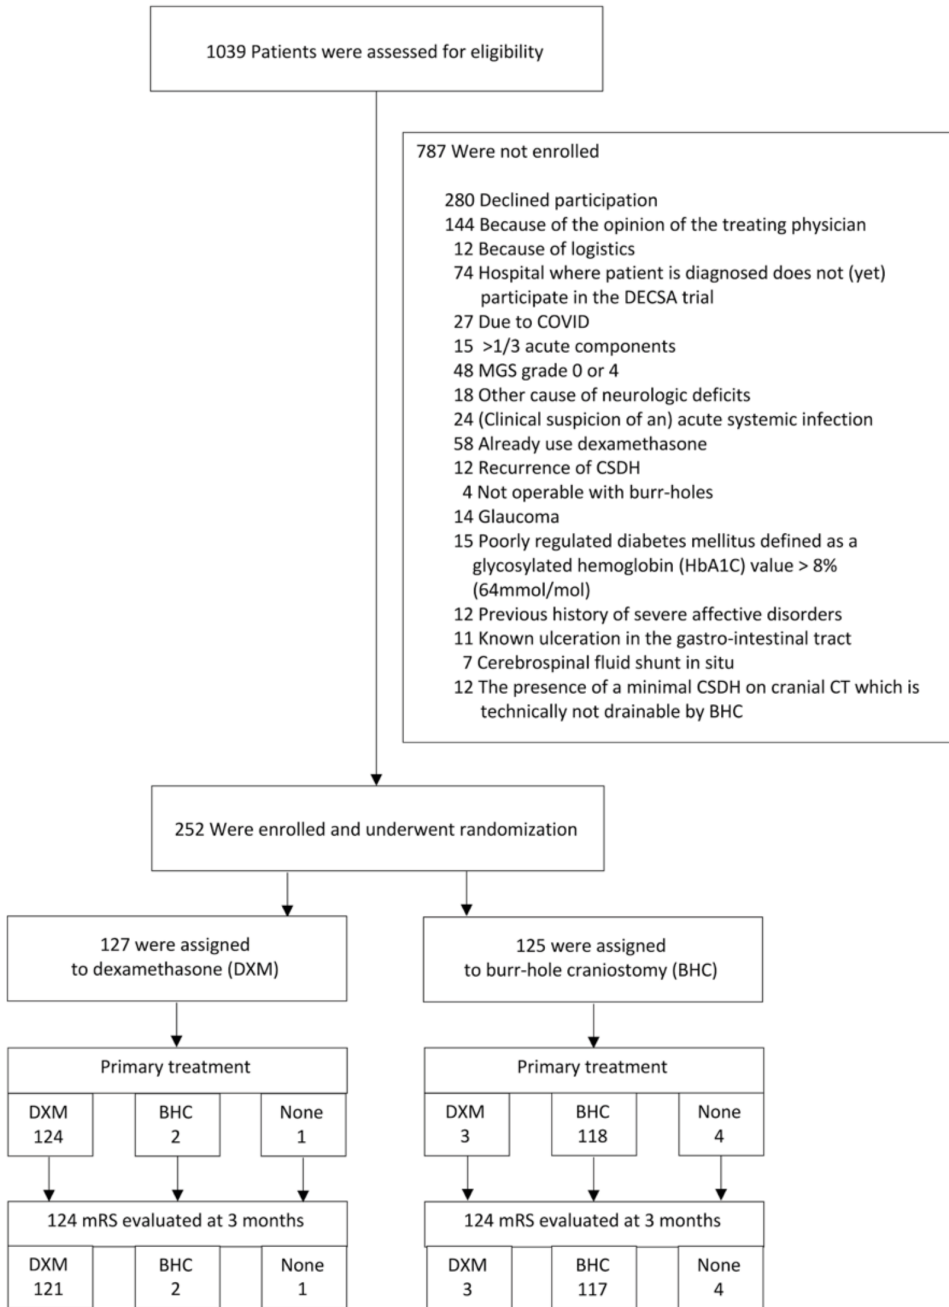 1039 Patients were assessed for eligibility
787 Were not enrolled
280 Declined participation
144 Because of the opinion of the treating physician
12 Because of logistics
74 Hospital where patient is diagnosed does not (yet)
participate in the DECSA trial
27 Due to COVID
15 >1/3 acute components
48 MGS grade 0 or 4
18 Other cause of neurologic deficits
24 (Clinical suspicion of an) acute systemic infection
58 Already use dexamethasone
12 Recurrence of CSDH
4 Not operable with burr-holes
14 Glaucoma
15 Poorly regulated diabetes mellitus defined as a
glycosylated hemoglobin (HbA1C) value > 8%
(64mmol/mol)
12 Previous history of severe affective disorders
11 Known ulceration in the gastro-intestinal tract
7 Cerebrospinal fluid shunt in situ
12 The presence of a minimal CSDH on cranial CT which is
technically not drainable by BHC
252 Were enrolled and underwent randomization
127 were assigned
to dexamethasone (DXM)
125 were assigned
to burr-hole craniostomy (BHC)
Primary treatment
DXM
124
BHC
2
None
1
Primary treatment
DXM
3
BHC
118
None
4
124 mRS evaluated at 3 months
DXM
121
BHC
2
None
1
124 mRS evaluated at 3 months
DXM
3
BHC
117
None
4